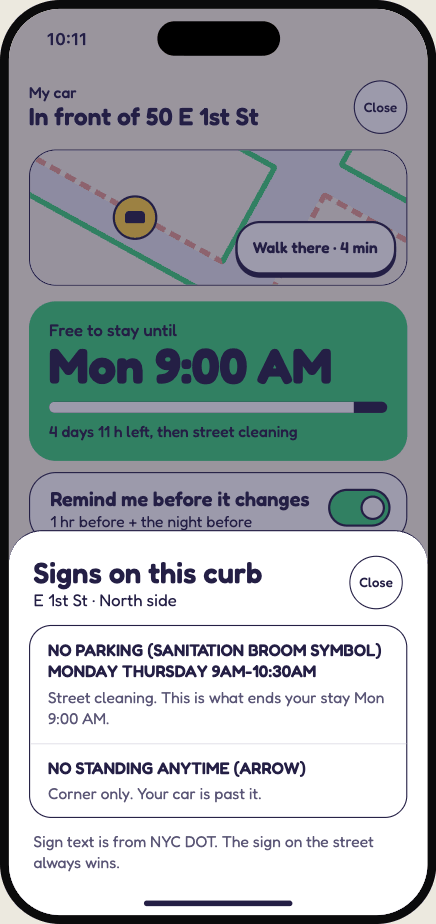 10:11
My car
In front of 50 E 1st St
Close
Walk there · 4 min
Free to stay until
Mon 9:00 AM
4 days 11 h left, then street cleaning
Remind me before it changes
1 hr before + the night before
Signs on this curb
E 1st St · North side
Close
NO PARKING (SANITATION BROOM SYMBOL)
MONDAY THURSDAY 9AM-10:30AM
Street cleaning. This is what ends your stay Mon
9:00 AM.
NO STANDING ANYTIME (ARROW)
Corner only. Your car is past it.
Sign text is from NYC DOT. The sign on the street
always wins.